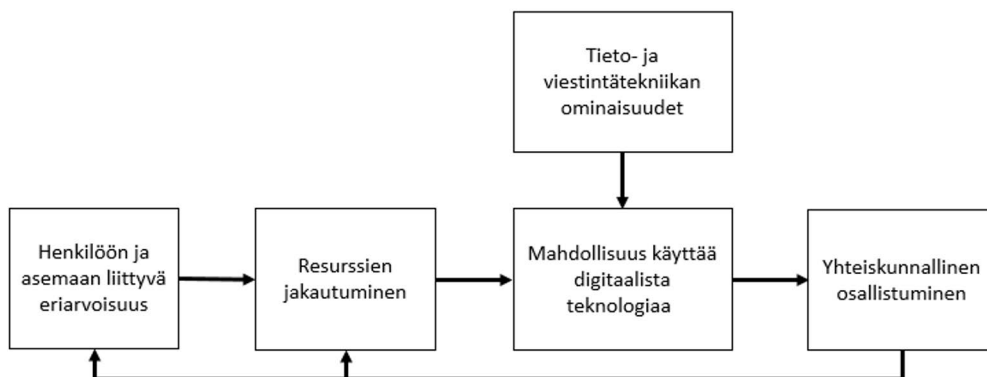 Tieto- ja
viestintätekniikan
ominaisuudet
Henkilöön ja
asemaan liittyvä
eriarvoisuus
Resurssien
jakautuminen
Mahdollisuus käyttää
digitaalista
teknologiaa
Yhteiskunnallinen
osallistuminen